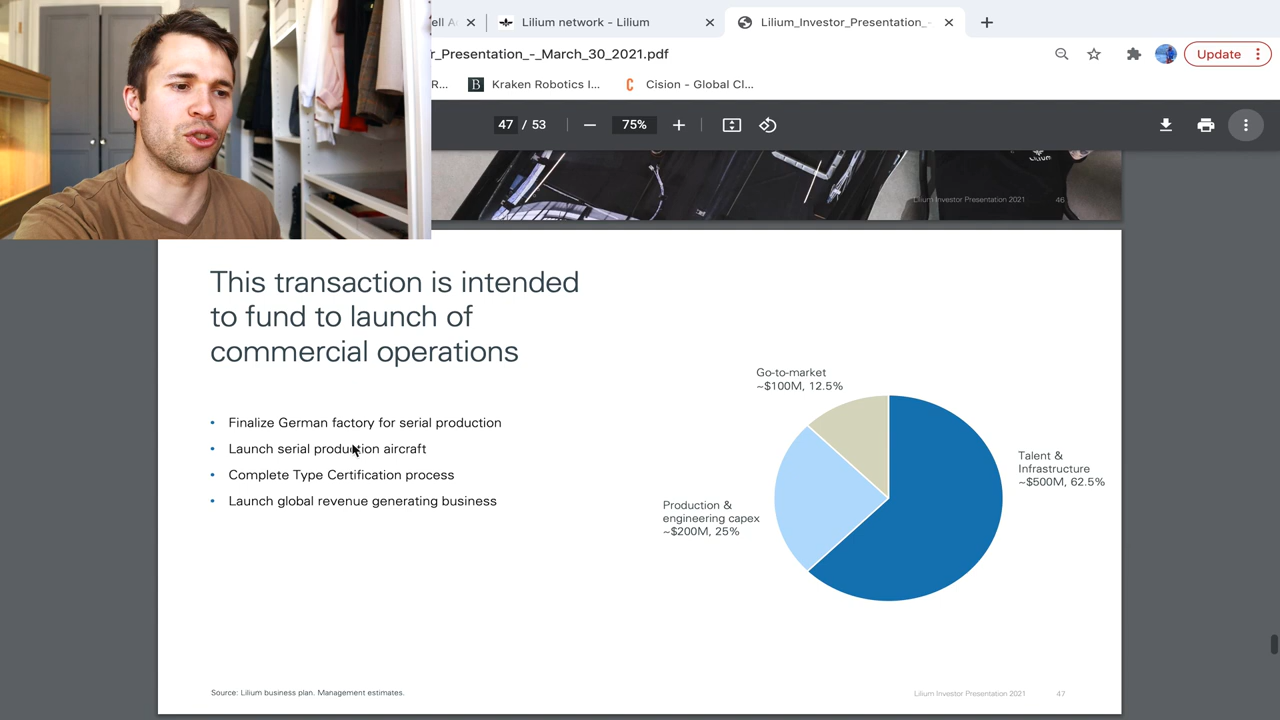 ell A
Lilium network - Lilium
Lilium_Investor_Presentation_-
r_Presentation_-_March_30_2021.pdf
Update
R...
Kraken Robotics I...
Cision - Global Cl...
47 / 53
75%
Lilium Investor Presentation 2021
46
This transaction is intended
to fund to launch of
commercial operations
Finalize German factory for serial production
Launch serial production aircraft
Complete Type Certification process
Launch global revenue generating business
Go-to-market
~$100M, 12.5%
Talent &
Infrastructure
~$500M, 62.5%
Production &
engineering capex
~$200M, 25%
Source: Lilium business plan. Management estimates.
Lilium Investor Presentation 2021
47